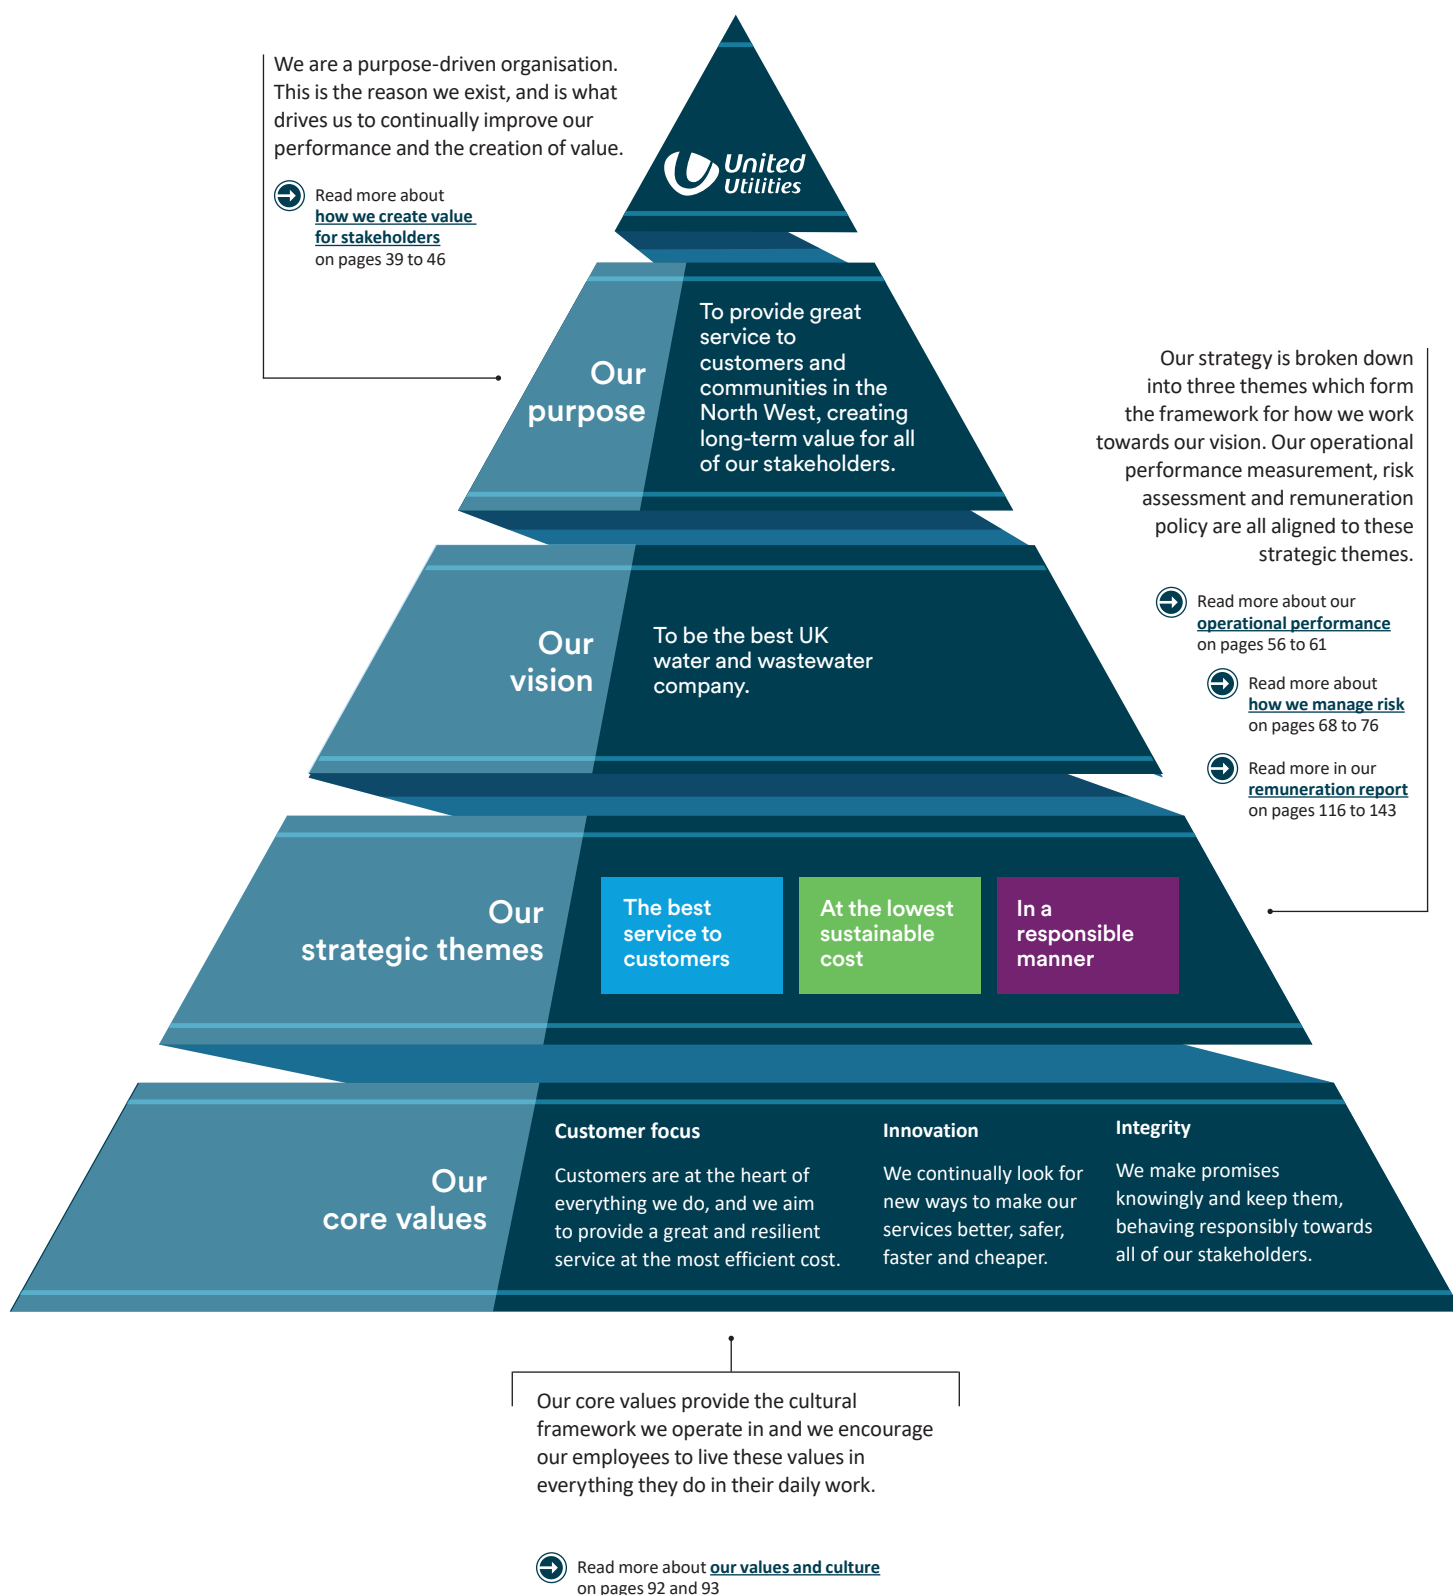 We are a purpose-driven organisation.
This is the reason we exist, and is what
drives us to continually improve our
performance and the creation of value.
Read more about
how we create value
for stakeholders
on pages 39 to 46
United
Utilities
Our
purpose
To provide great
service to
customers and
communities in the
North West, creating
long-term value for all
of our stakeholders.
Our strategy is broken down
into three themes which form
the framework for how we work
towards our vision. Our operational
performance measurement, risk
assessment and remuneration
policy are all aligned to these
strategic themes.
Read more about our
operational performance
on pages 56 to 61
Read more about
how we manage risk
on pages 68 to 76
Read more in our
remuneration report
on pages 116 to 143
Our
vision
To be the best UK
water and wastewater
company.
Our
strategic themes
The best
service to
customers
At the lowest
sustainable
cost
In a
responsible
manner
Our
core values
Customer focus
Customers are at the heart of
everything we do, and we aim
to provide a great and resilient
service at the most efficient cost.
Innovation
We continually look for
new ways to make our
services better, safer,
faster and cheaper.
Integrity
We make promises
knowingly and keep them,
behaving responsibly towards
all of our stakeholders.
Our core values provide the cultural
framework we operate in and we encourage
our employees to live these values in
everything they do in their daily work.
Read more about our values and culture
on pages 92 and 93